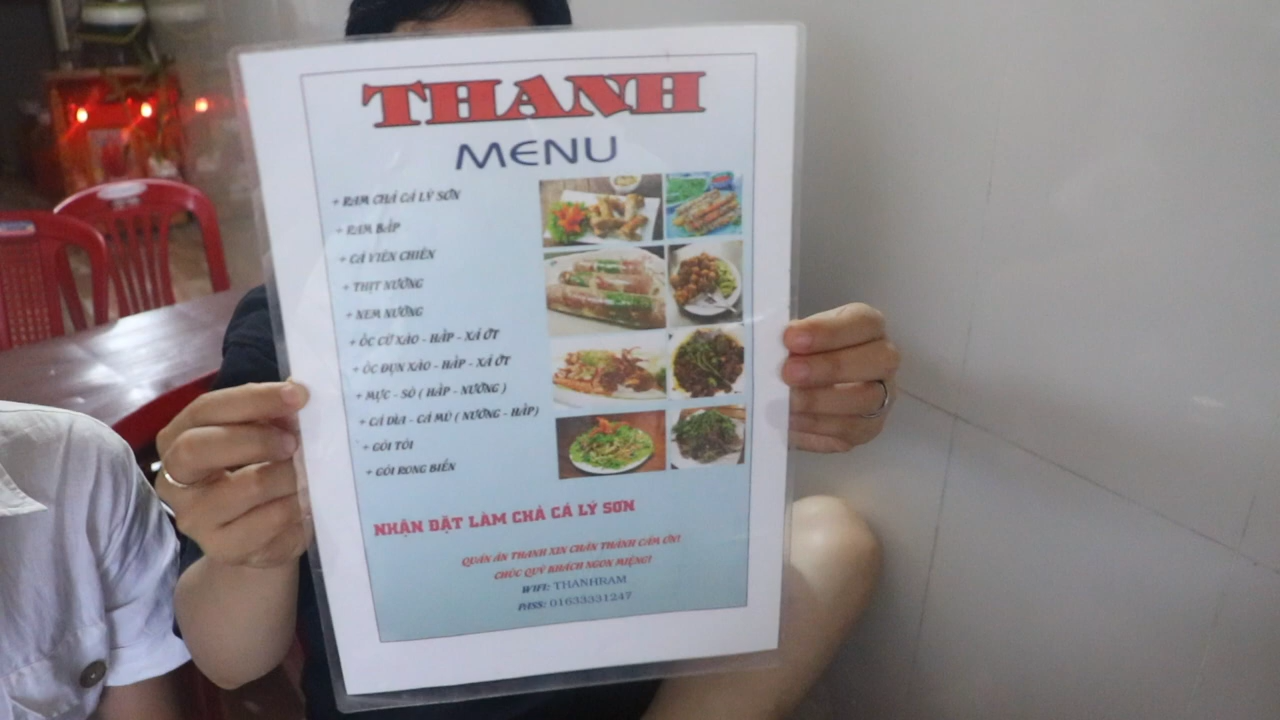 THANH
MENU
+ RAM CHẢ CÁ LÝ SƠN
+ RAM BẮP
+ CÁ VIÊN CHIÊN
+ THỊT NƯỚNG
+ NEM NƯỚNG
+ ỐC CỪ XÀO - HẤP - XẢ ỚT
+ ỐC ĐỤN XÀO - HẤP - XẢ ỚT
+ MỰC - SÒ ( HẤP - NƯỚNG )
+ CÁ DÌA - CÁ MÚ ( NƯỚNG - HẤP)
+ GỎI TỎI
+ GỎI RONG BIỂN
NHẬN ĐẶT LÀM CHẢ CÁ LÝ SƠN
QUÁN ĂN THANH XIN CHÂN THÀNH CẢM ƠN!
CHÚC QUÝ KHÁCH NGON MIỆNG!
WIFE: THANHRAM
PASS: 01633331247